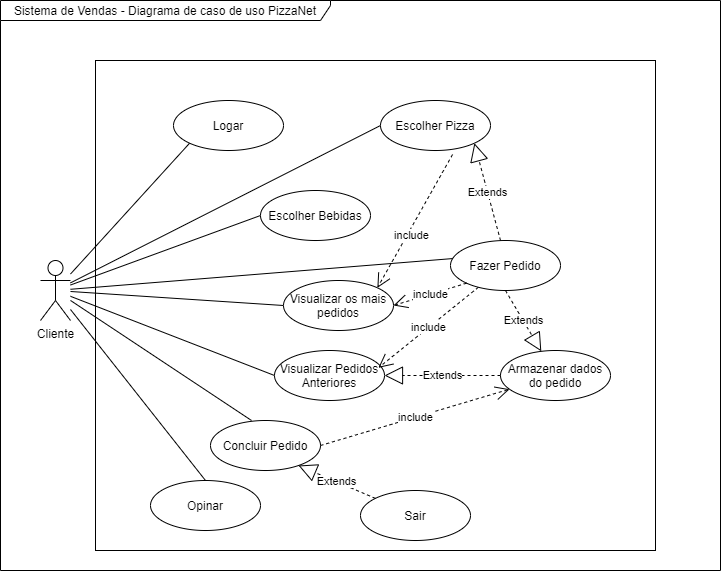 Sistema de Vendas - Diagrama de caso de uso PizzaNet
Logar
Escolher Pizza
Extends
Escolher Bebidas
include
Fazer Pedido
Visualizar os mais
pedidos
include
Cliente
Extends
include
Visualizar Pedidos
Anteriores
Extends
Armazenar dados
do pedido
include
Concluir Pedido
Extends
Opinar
Sair